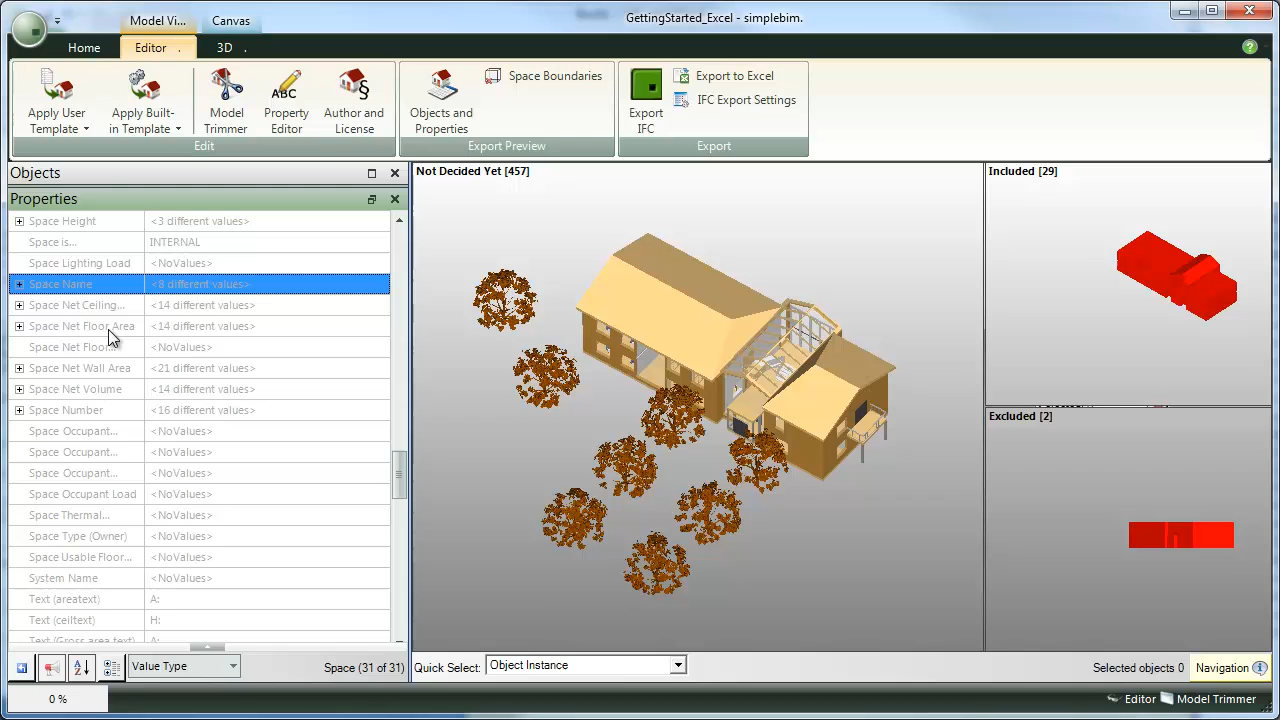 Model Vi...
Canvas
GettingStarted_Excel - simplebim.
Home
Editor .
3D .
Apply User
Template
Apply Built-
in Template
Model
Trimmer
ABC
Property
Editor
Author and
License
Edit
Objects and
Properties
Space Boundaries
Export Preview
Export
IFC
Export to Excel
IFC Export Settings
Export
Objects
Properties
Space Height <3 different values>
Space is... INTERNAL
Space Lighting Load <NoValues>
Space Name <8 different values>
Space Net Ceiling... <14 different values>
Space Net Floor Area <14 different values>
Space Net Floor... <NoValues>
Space Net Wall Area <21 different values>
Space Net Volume <14 different values>
Space Number <16 different values>
Space Occupant... <NoValues>
Space Occupant... <NoValues>
Space Occupant... <NoValues>
Space Occupant Load <NoValues>
Space Thermal... <NoValues>
Space Type (Owner) <NoValues>
Space Usable Floor... <NoValues>
System Name <NoValues>
Text (areatext) A:
Text (ceiltext) H:
Text (Gross area text) A:
Value Type
Space (31 of 31)
Not Decided Yet [457]
Included [29]
Excluded [2]
Quick Select: Object Instance
Selected objects 0
Navigation
0 %
Editor
Model Trimmer